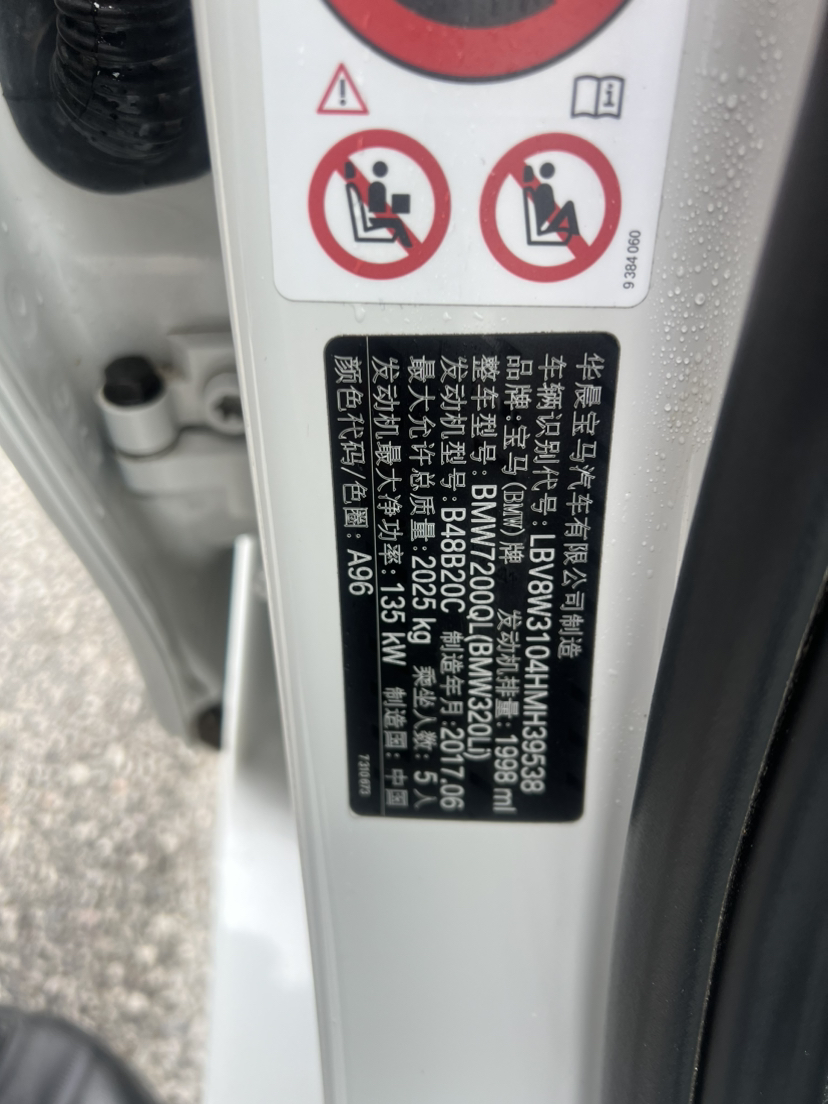 9 384 060
华晨宝马汽车有限公司制造
车辆识别代号:LBV8W3104HMH39538
品牌:宝马(BMW)牌 发动机排量:1998 ml
整车型号:BMW7200QL(BMW320Li)
发动机型号:B48B20C 制造年月:2017.06
最大允许总质量:2025 kg 乘坐人数:5人
发动机最大净功率:135 kW 制造国:中国
颜色代码/色圈:A96
7310 673